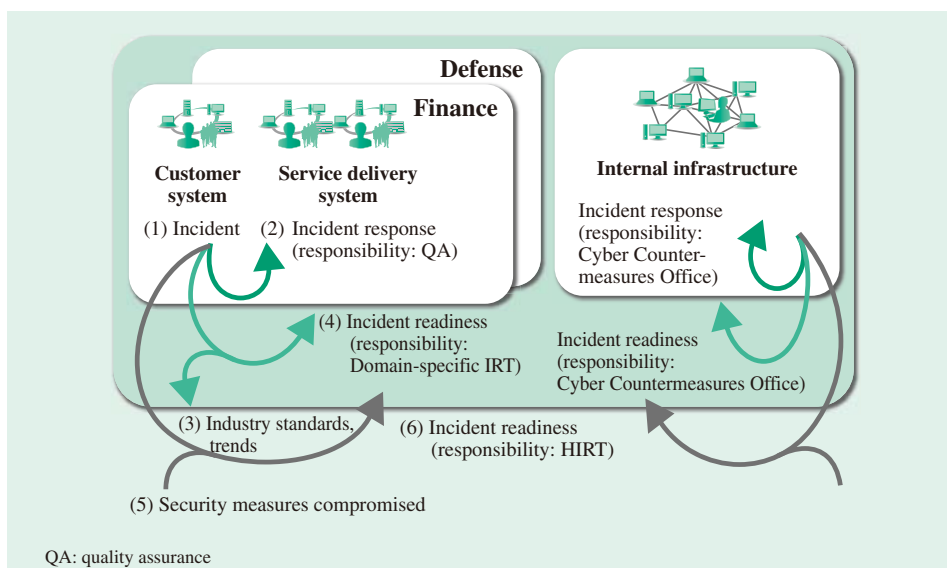 Defense
Finance
Customer
system
Service delivery
system
Internal infrastructure
(1) Incident
(2) Incident response
(responsibility: QA)
Incident response
(responsibility:
Cyber Counter-
measures Office)
(4) Incident readiness
(responsibility:
Domain-specific IRT)
Incident readiness
(responsibility:
Cyber Countermeasures Office)
(3) Industry standards,
trends
(6) Incident readiness
(responsibility: HIRT)
(5) Security measures compromised
QA: quality assurance